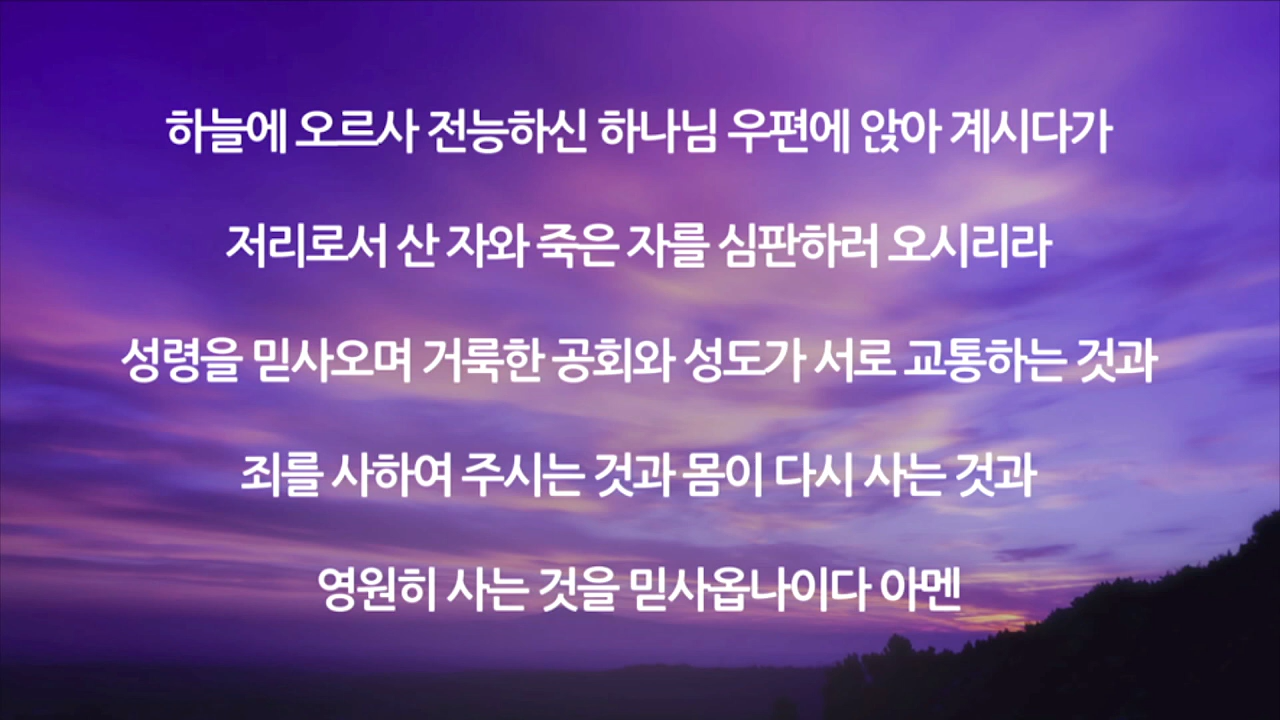 하늘에 오르사 전능하신 하나님 우편에 앉아 계시다가
저리로서 산 자와 죽은 자를 심판하러 오시리라
성령을 믿사오며 거룩한 공회와 성도가 서로 교통하는 것과
죄를 사하여 주시는 것과 몸이 다시 사는 것과
영원히 사는 것을 믿사옵나이다 아멘